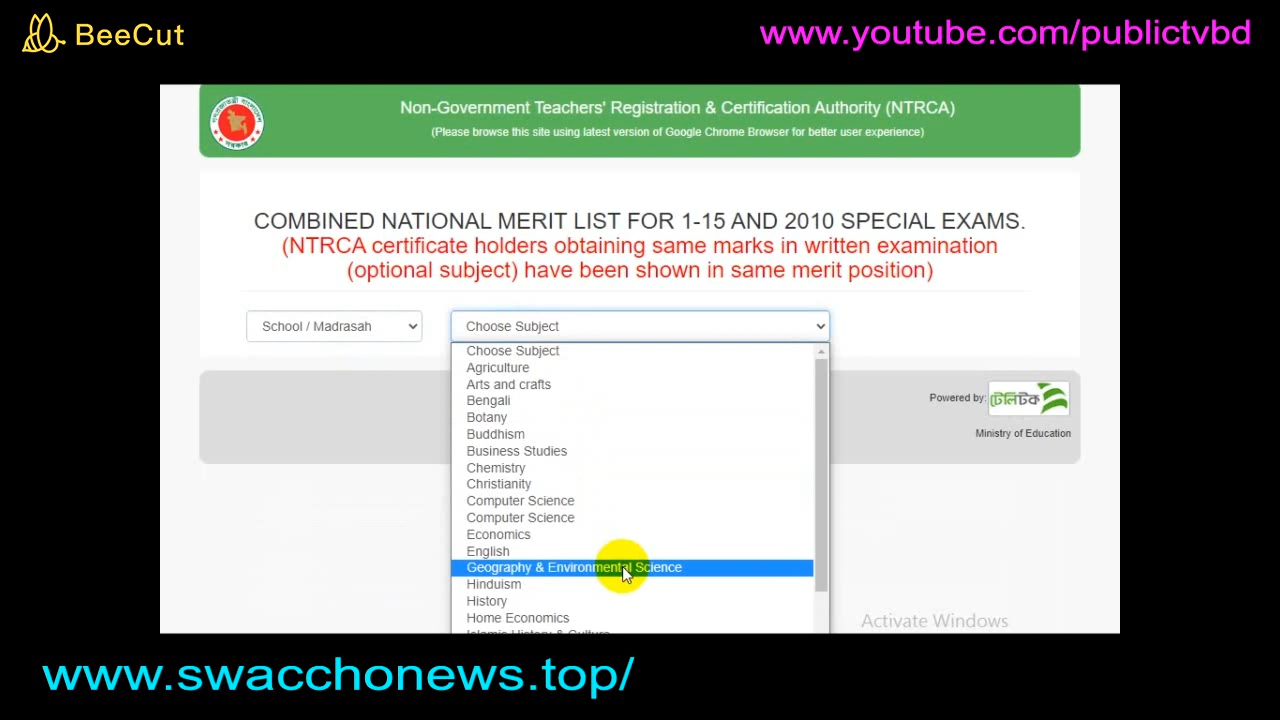 BeeCut
www.youtube.com/publictvbd
Non-Government Teachers' Registration & Certification Authority (NTRCA)
(Please browse this site using latest version of Google Chrome Browser for better user experience)
COMBINED NATIONAL MERIT LIST FOR 1-15 AND 2010 SPECIAL EXAMS.
(NTRCA certificate holders obtaining same marks in written examination
(optional subject) have been shown in same merit position)
School / Madrasah
Choose Subject
Choose Subject
Agriculture
Arts and crafts
Bengali
Botany
Buddhism
Business Studies
Chemistry
Christianity
Computer Science
Computer Science
Economics
English
Geography & Environmental Science
Hinduism
History
Home Economics
Islamic History & Culture
Powered by: টেলিটক
Ministry of Education
Activate Windows
www.swacchonews.top/